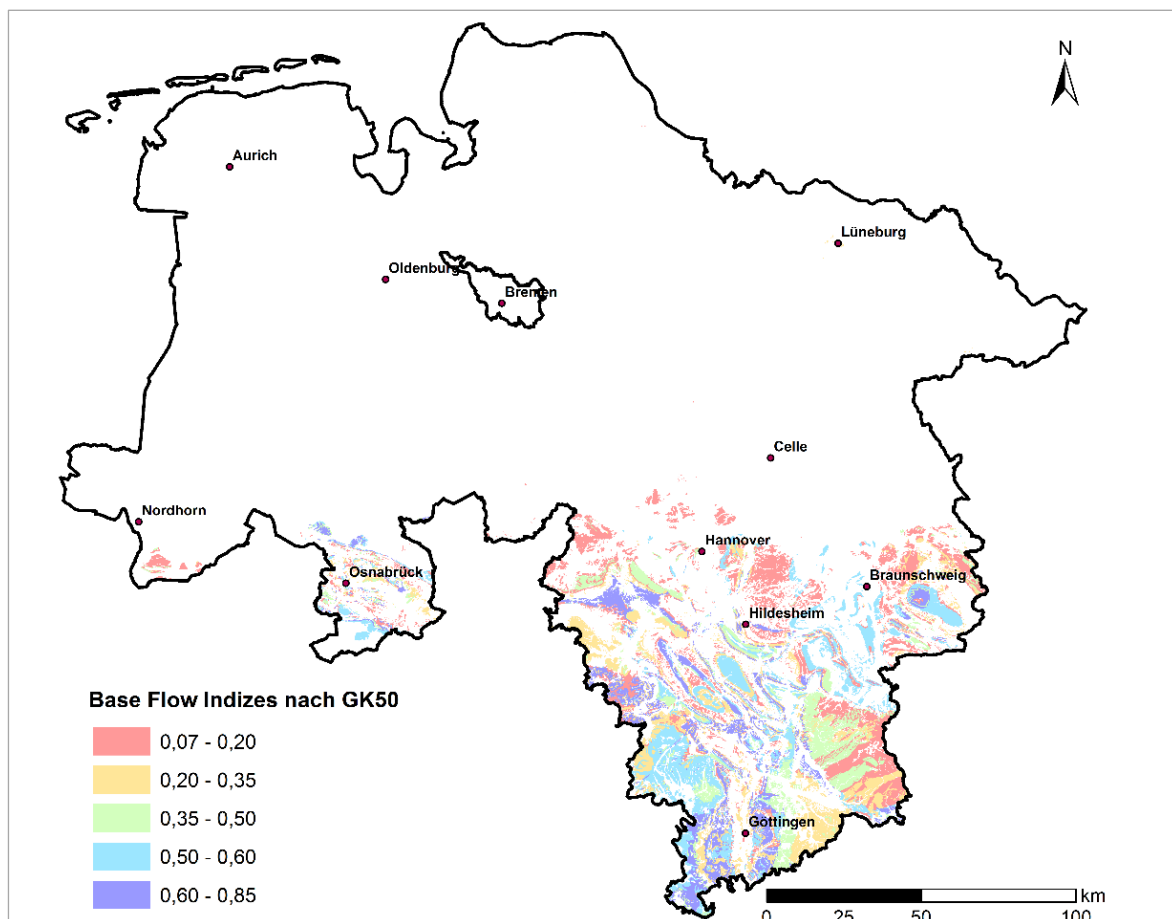 N
Aurich
Lüneburg
Oldenburg
Bremen
Celle
Nordhorn
Hannover
Osnabrück
Braunschweig
Hildesheim
Base Flow Indizes nach GK50
0,07 - 0,20
0,20 - 0,35
0,35 - 0,50
Göttingen
0,50 - 0,60
0,60 - 0,85
km
0 25 50 100